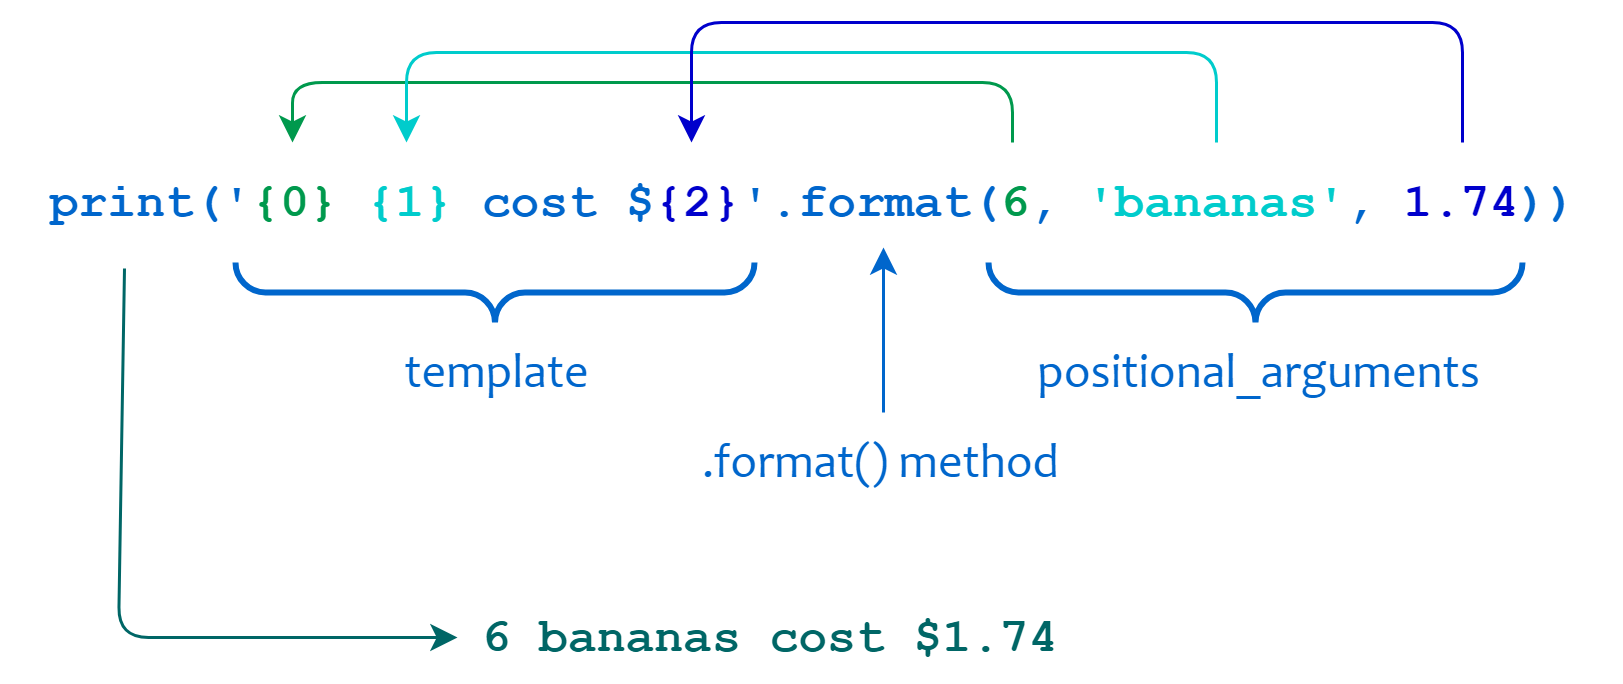 print('{0} {1} cost ${2}'.format(6, 'bananas', 1.74))
template
positional_arguments
.format() method
6 bananas cost $1.74